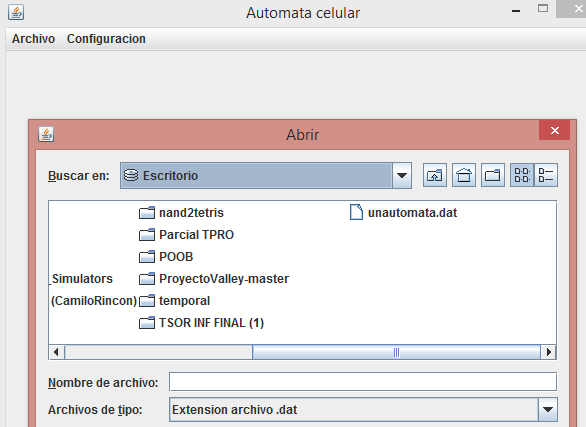 Automata celular
Archivo Configuracion
Abrir
Buscar en: Escritorio
nand2tetris unautomata.dat
Parcial TPRO
POOB
_Simulators ProyectoValley-master
(CamiloRincon) temporal
TSOR INF FINAL (1)
Nombre de archivo:
Archivos de tipo: Extension archivo .dat